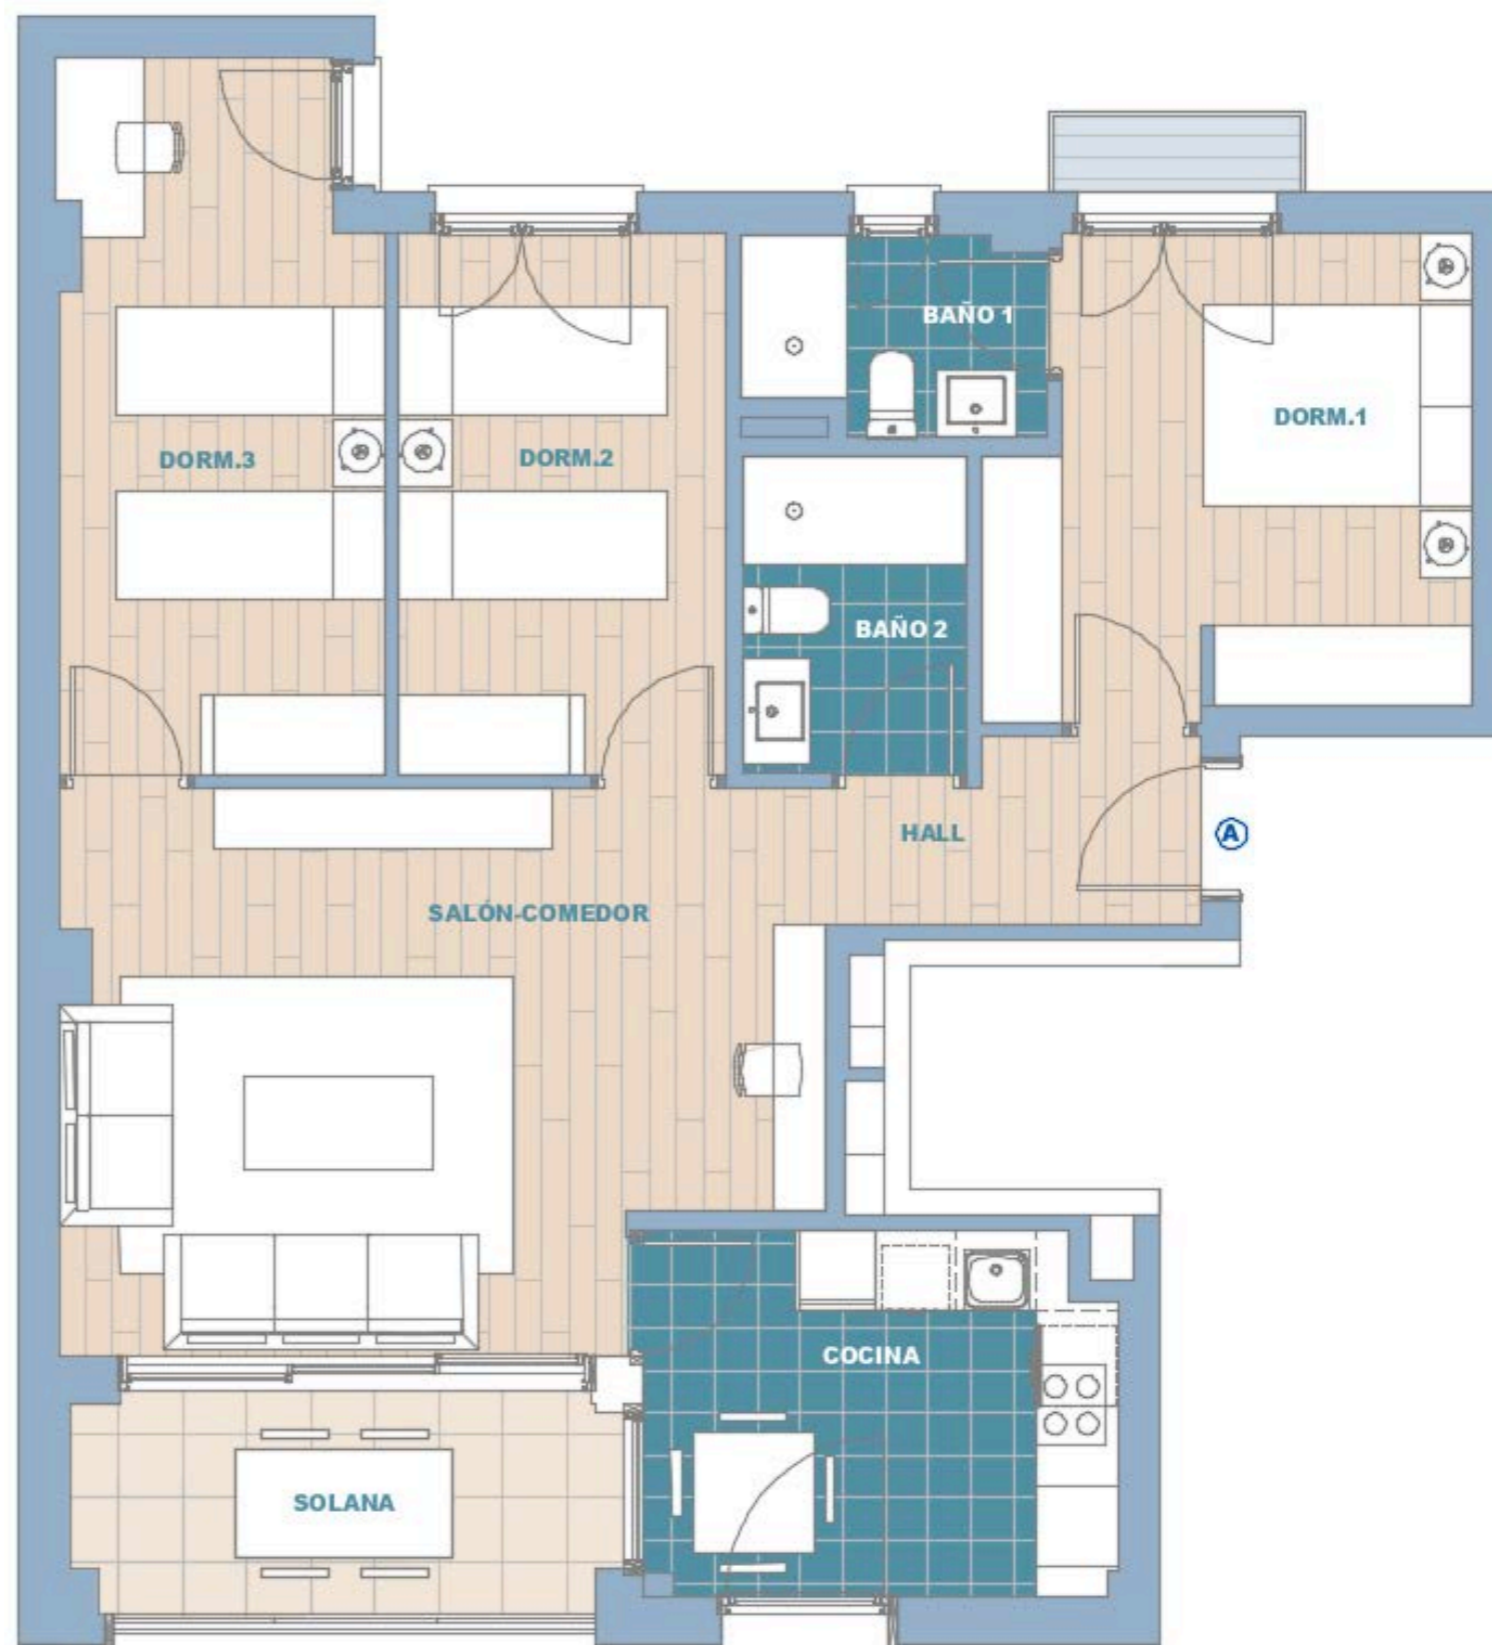 BAÑO 1
DORM.1
DORM.3
DORM.2
BAÑO 2
HALL
A
SALÓN-COMEDOR
COCINA
SOLANA